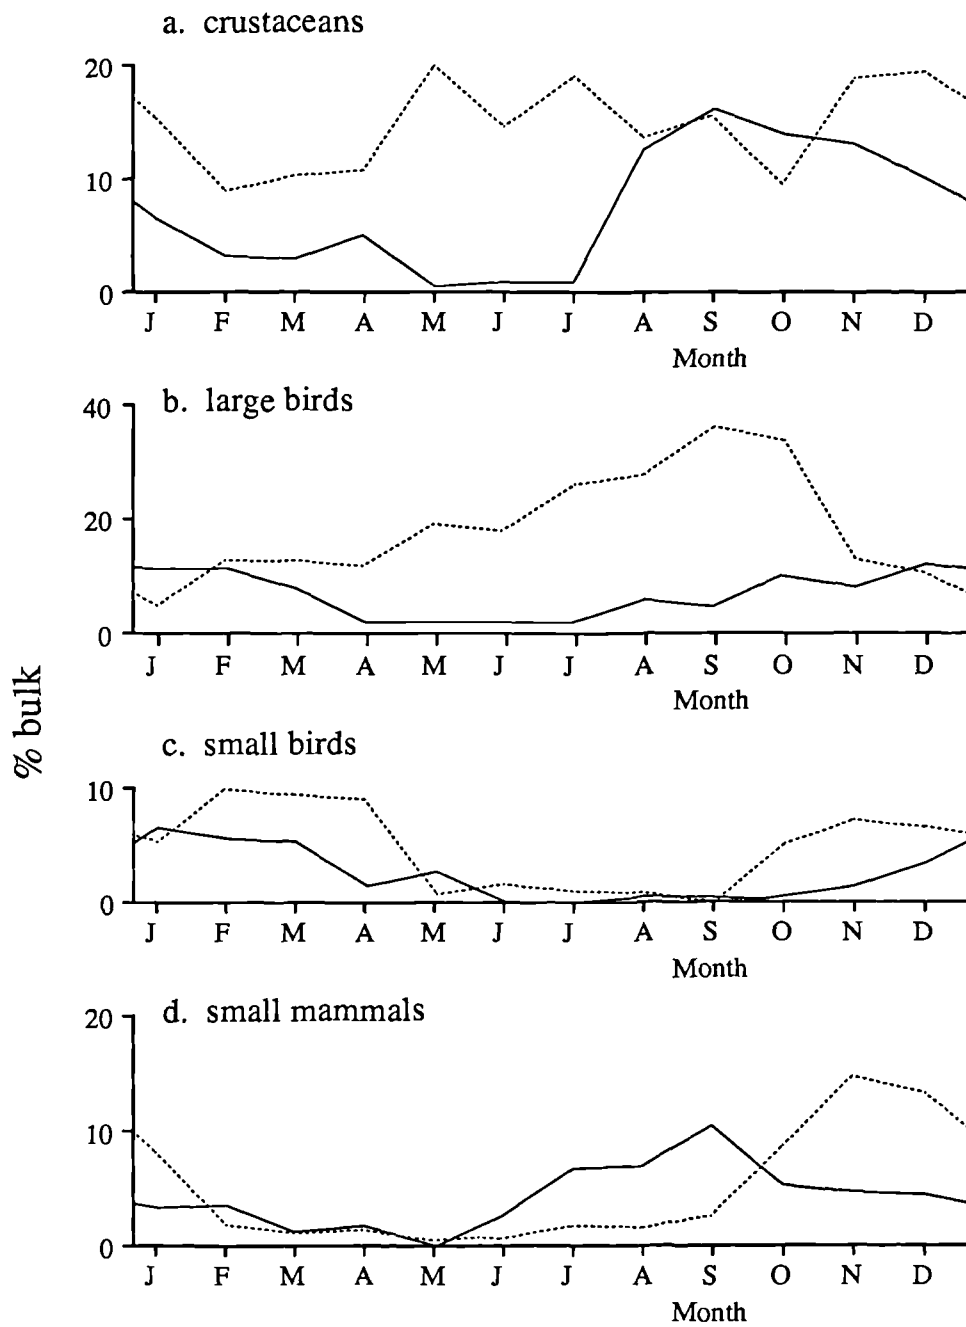 a. crustaceans
20
10
0
J F M A M J J A S O N D
Month
b. large birds
40
20
0
J F M A M J J A S O N D
Month
% bulk
c. small birds
10
0
J F M A M J J A S O N D
Month
d. small mammals
20
10
0
J F M A M J J A S O N D
Month